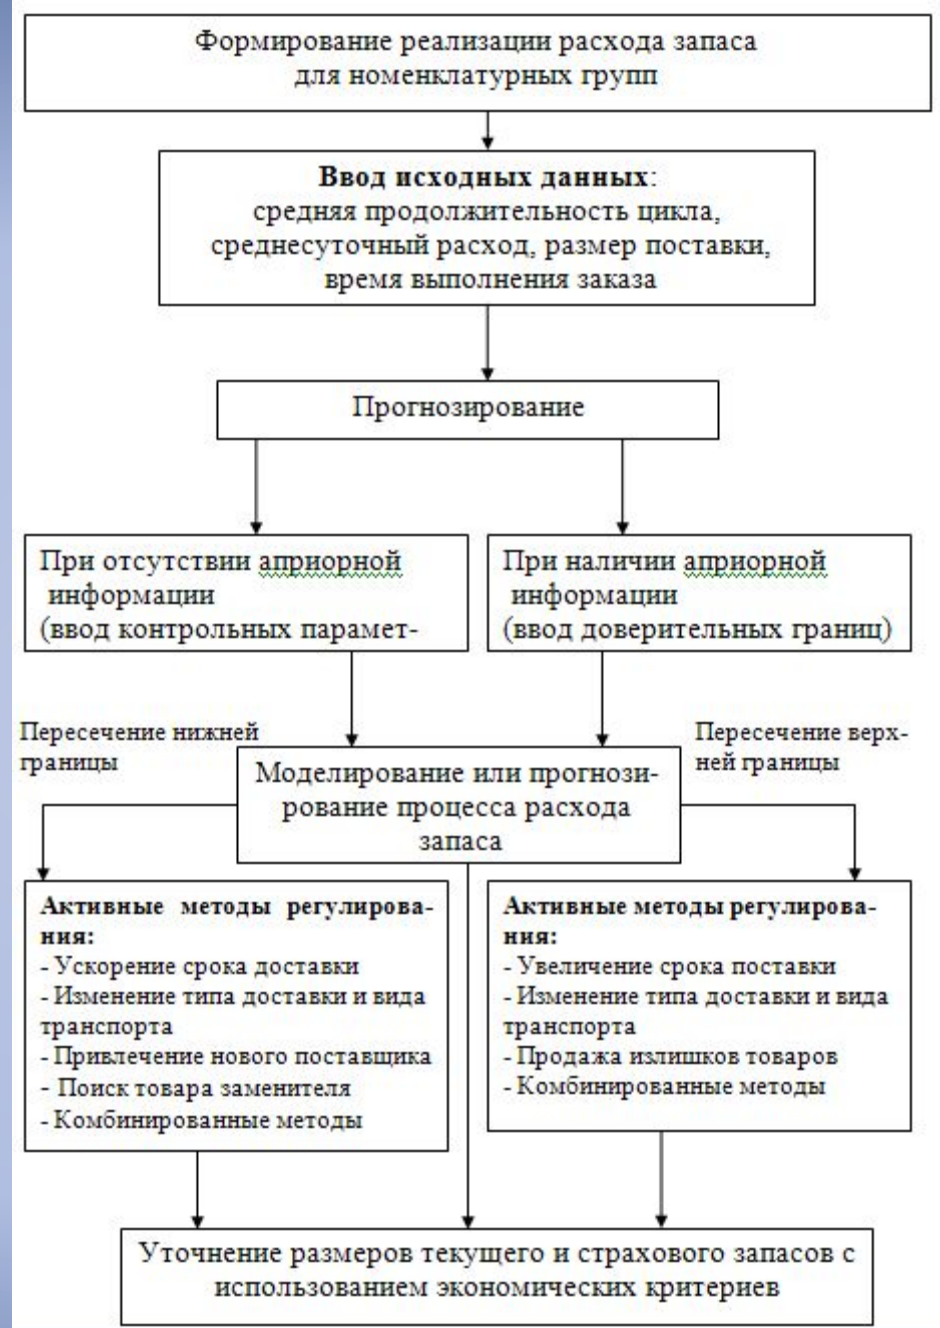 Формирование реализации расхода запаса
для номенклатурных групп
Ввод исходных данных:
средняя продолжительность цикла,
среднесуточный расход, размер поставки,
время выполнения заказа
Прогнозирование
При отсутствии априорной
информации
(ввод контрольных парамет-
При наличии априорной
информации
(ввод доверительных границ)
Пересечение нижней
границы
Пересечение верх-
ней границы
Моделирование или прогнози-
рование процесса расхода
запаса
Активные методы регулирова-
ния:
- Ускорение срока доставки
- Изменение типа доставки и вида
транспорта
- Привлечение нового поставщика
- Поиск товара заменителя
- Комбинированные методы
Активные методы регулирова-
ния:
- Увеличение срока поставки
- Изменение типа доставки и вида
транспорта
- Продажа излишков товаров
- Комбинированные методы
Уточнение размеров текущего и страхового запасов с
использованием экономических критериев